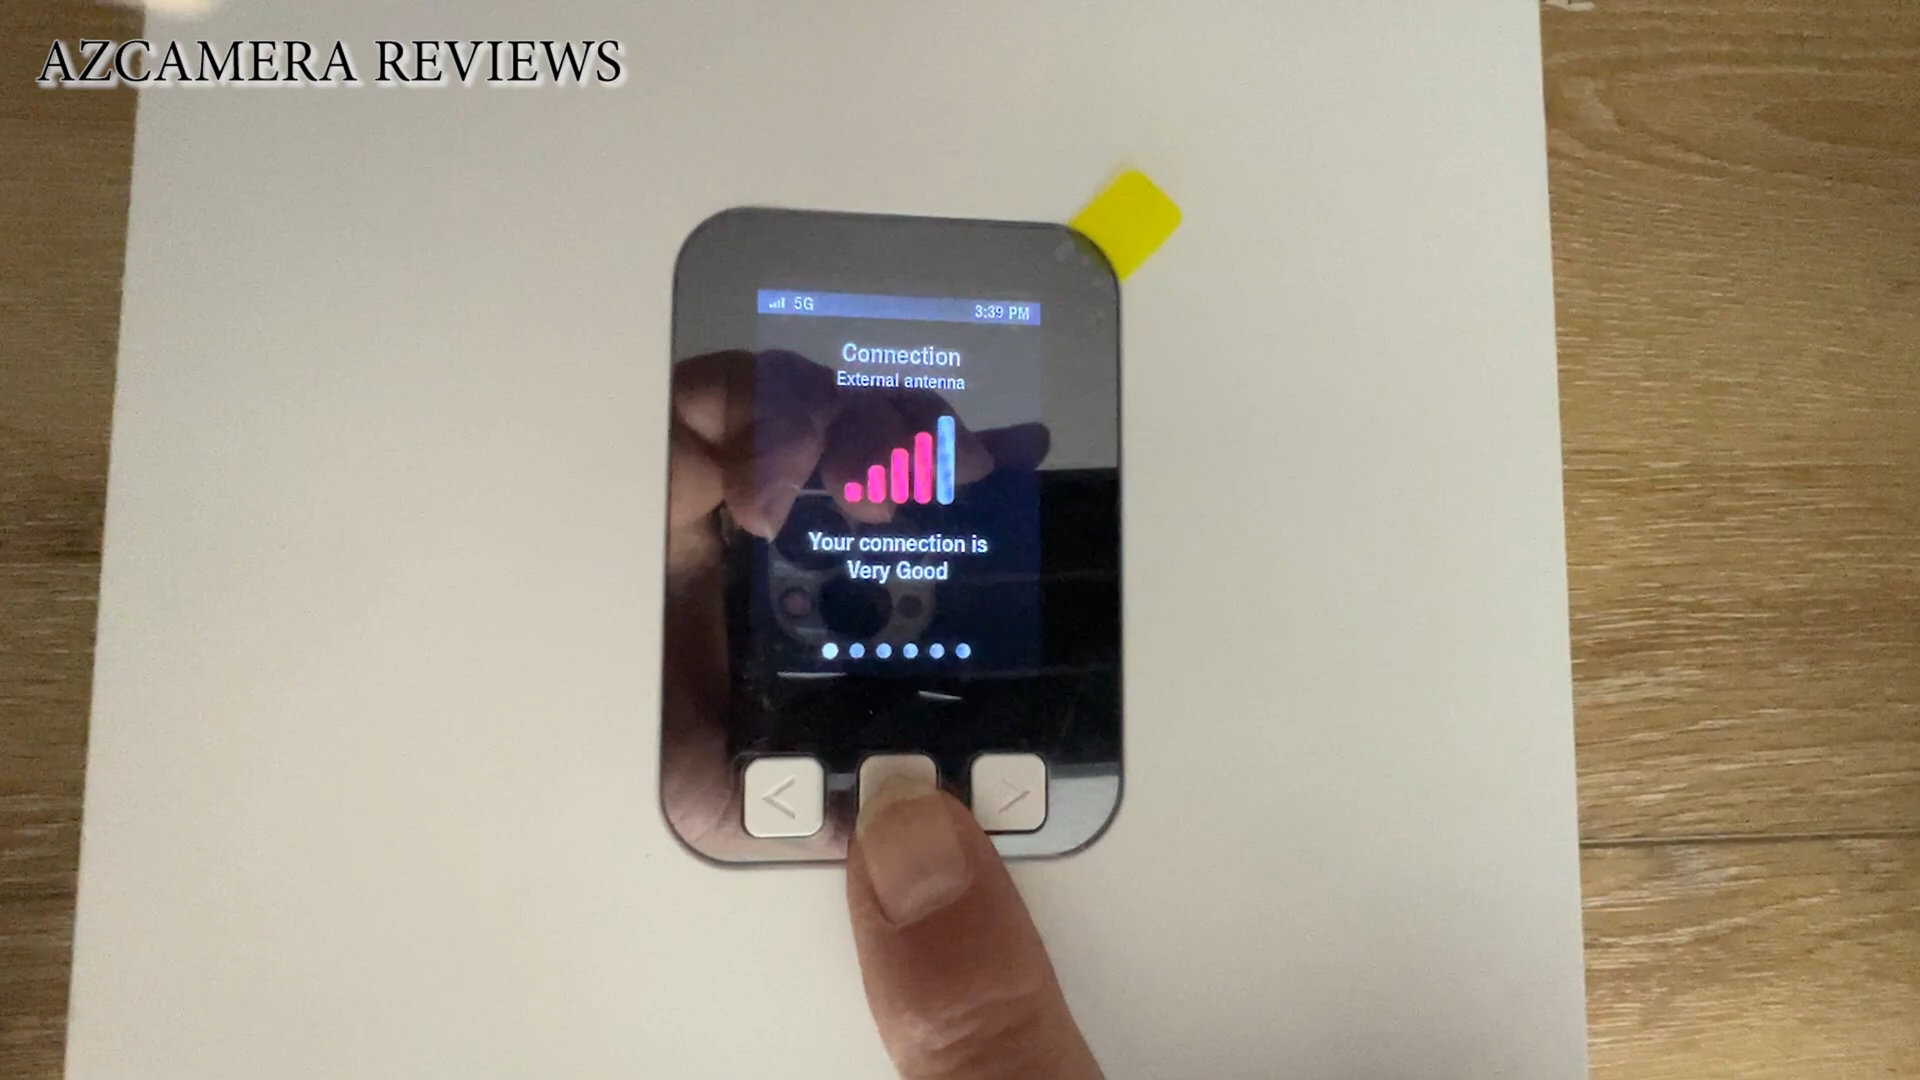 AZCAMERA REVIEWS
5G
3:39 PM
Connection
External antenna
Your connection is
Very Good